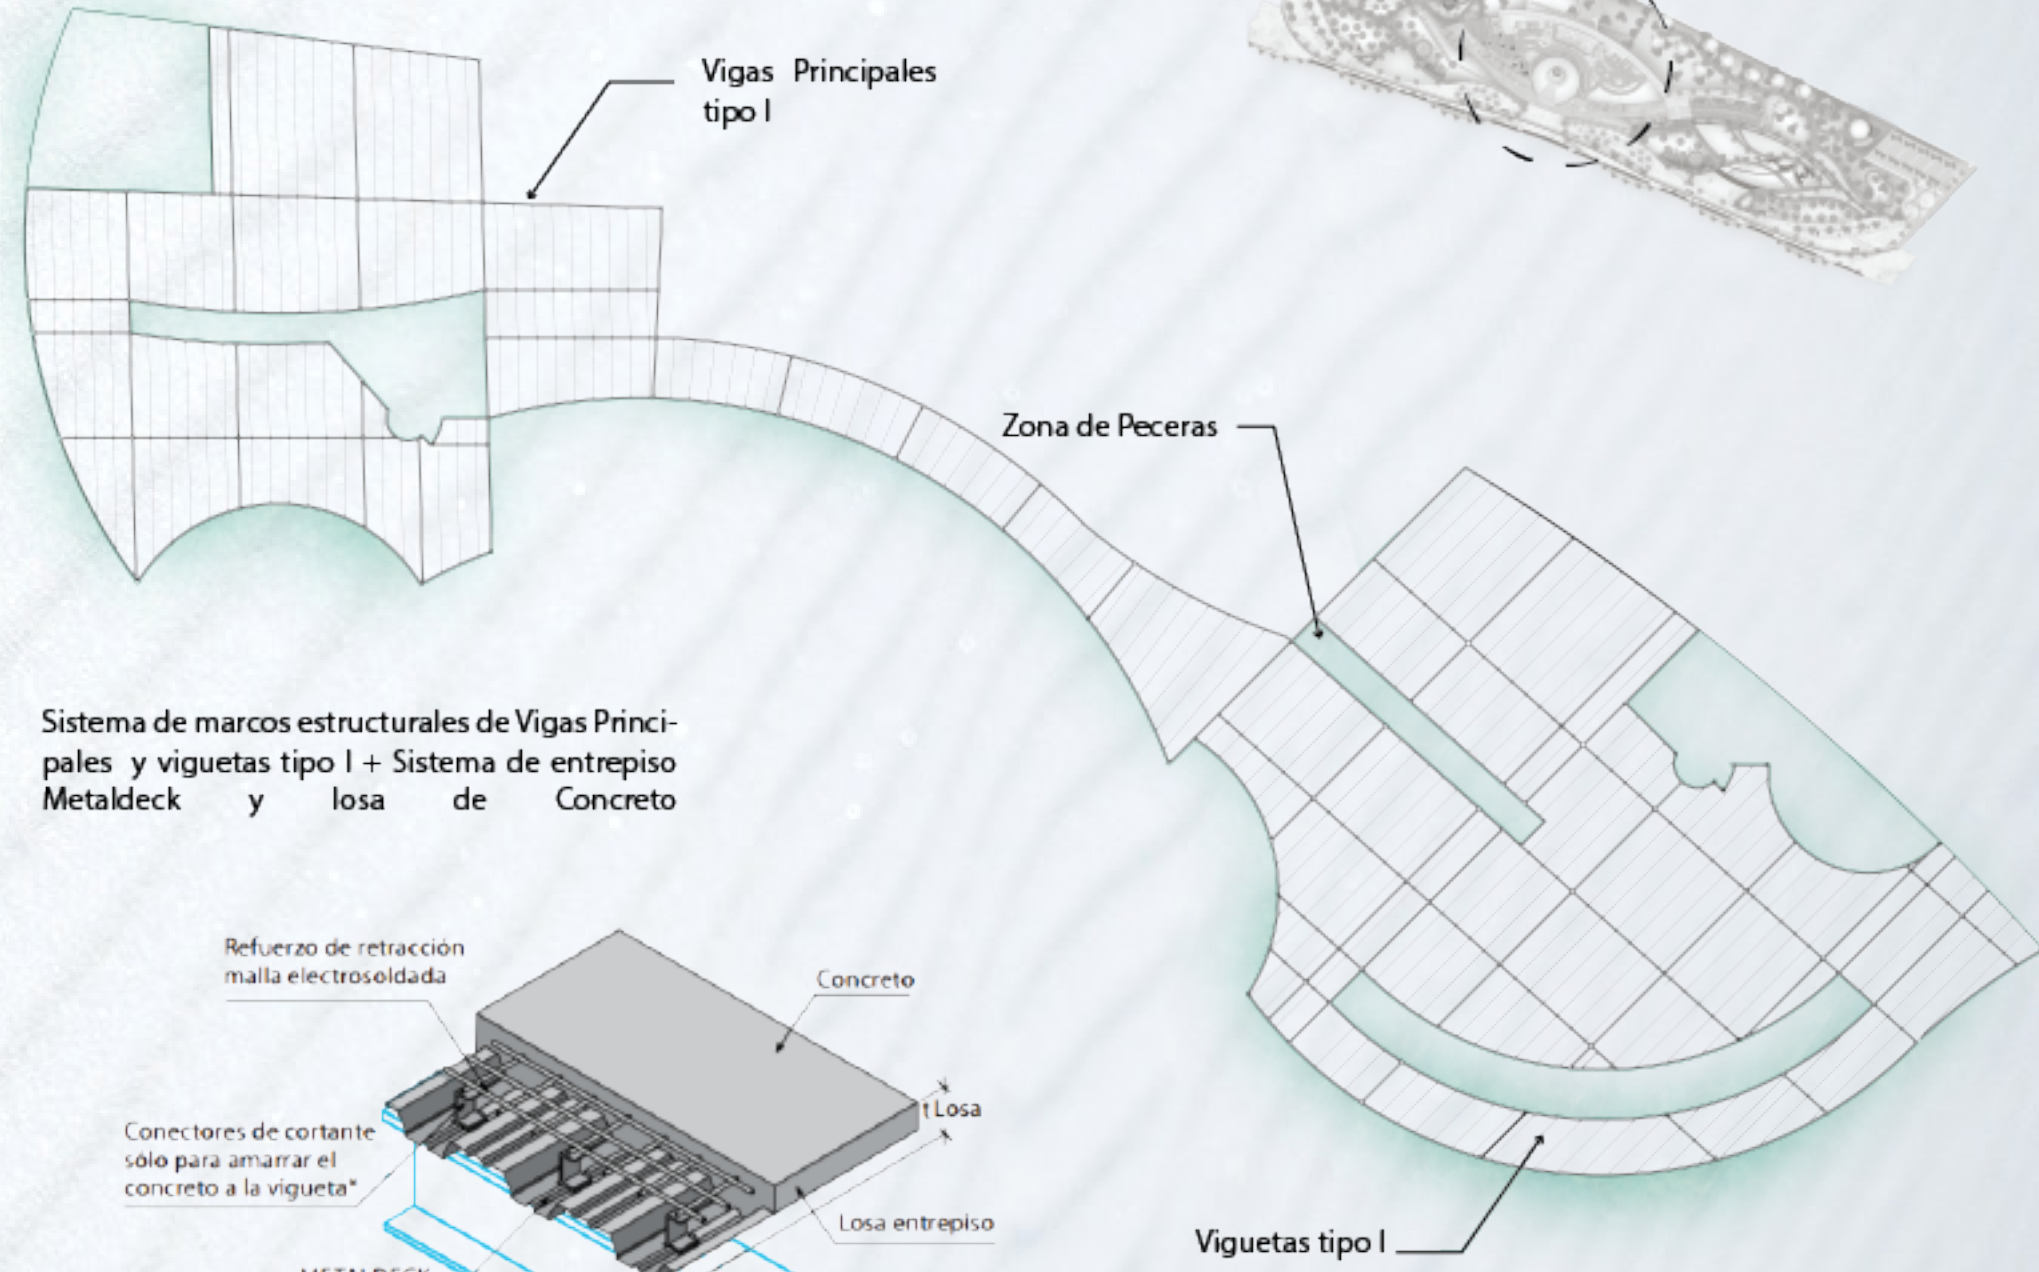 Vigas Principales
tipo I
Zona de Peceras
Sistema de marcos estructurales de Vigas Princi-
pales y viguetas tipo I + Sistema de entrepiso
Metaldeck y losa de Concreto
Refuerzo de retracción
malla electrosoldada
Concreto
t Losa
Conectores de cortante
sólo para amarrar el
concreto a la vigueta*
Losa entrepiso
METALDECK
Viguetas tipo I